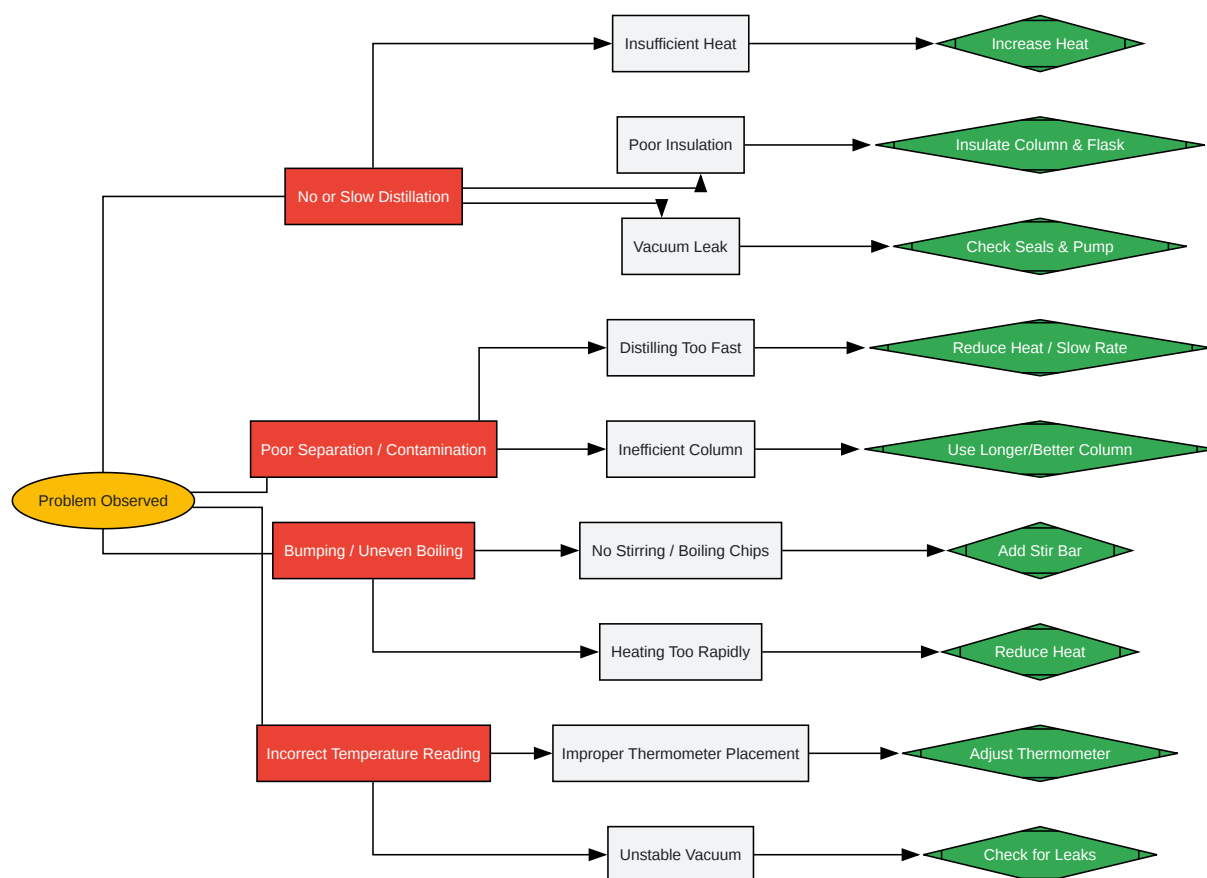 Insufficient Heat
Increase Heat
Poor Insulation
Insulate Column & Flask
No or Slow Distillation
Vacuum Leak
Check Seals & Pump
Distilling Too Fast
Reduce Heat / Slow Rate
Poor Separation / Contamination
Inefficient Column
Use Longer/Better Column
Problem Observed
Bumping / Uneven Boiling
No Stirring / Boiling Chips
Add Stir Bar
Heating Too Rapidly
Reduce Heat
Incorrect Temperature Reading
Improper Thermometer Placement
Adjust Thermometer
Unstable Vacuum
Check for Leaks